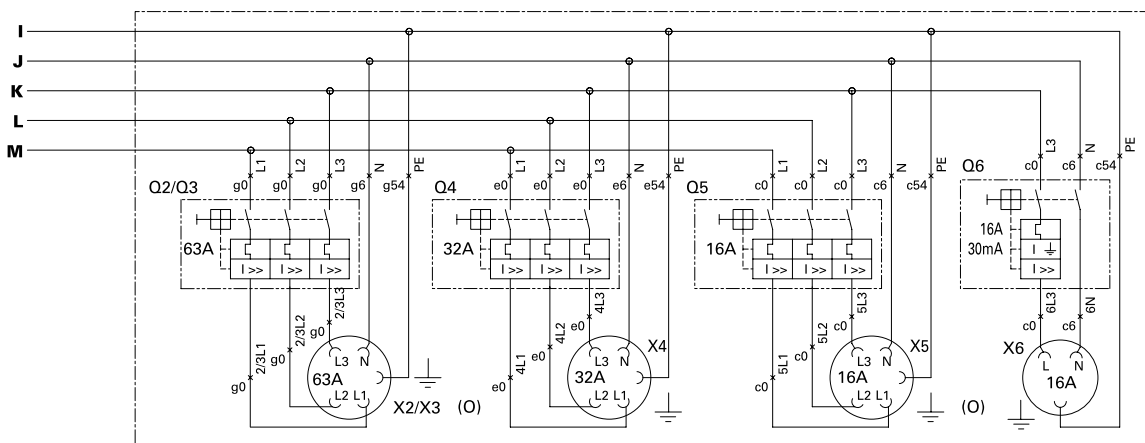 I
J
K
L
M
L1 L2 L3 N PE
g0 g0 g0 g6 g54
L1 L2 L3 N PE
e0 e0 e0 e6 e54
L1 L2 L3 N PE
c0 c0 c0 c6 c54
L3 N PE
c0 c6 c54
Q2/Q3 Q4 Q5 Q6
63A 32A 16A 16A
30mA
I >> I >> I >>
I >> I >> I >>
I >> I >> I >>
I
I >>
2/3L1 2/3L2 2/3L3
g0 g0 g0
4L1 4L2 4L3
e0 e0 e0
5L1 5L2 5L3
c0 c0 c0
6L3 6N
c0 c6
L3 N
63A
L2 L1
X2/X3 (O)
X4
L3 N
32A
L2 L1
X5
L3 N
16A
L2 L1
(O)
X6
L N
16A